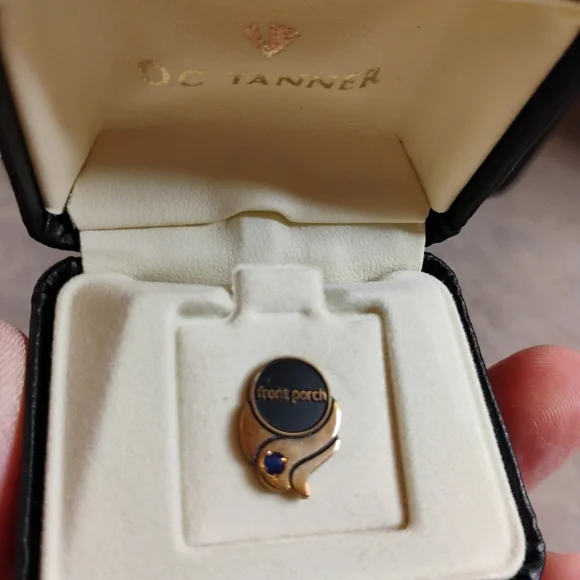 O.C. TANNER
front porch